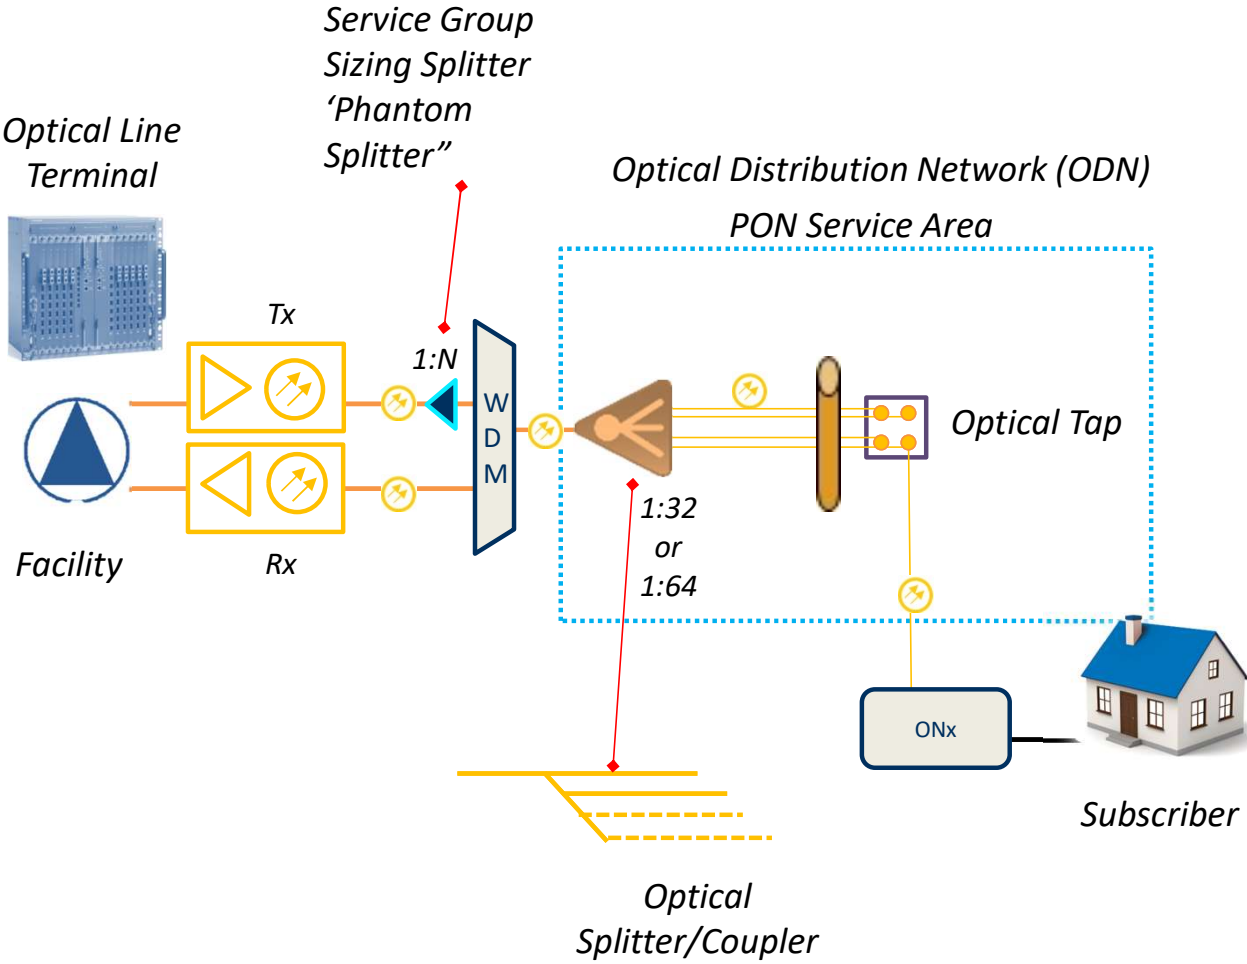 Service Group
Sizing Splitter
‘Phantom
Splitter”
Optical Line
Terminal
Optical Distribution Network (ODN)
PON Service Area
Tx
1:N
W
D
M
Optical Tap
1:32
or
1:64
Facility
Rx
ONx
Subscriber
Optical
Splitter/Coupler